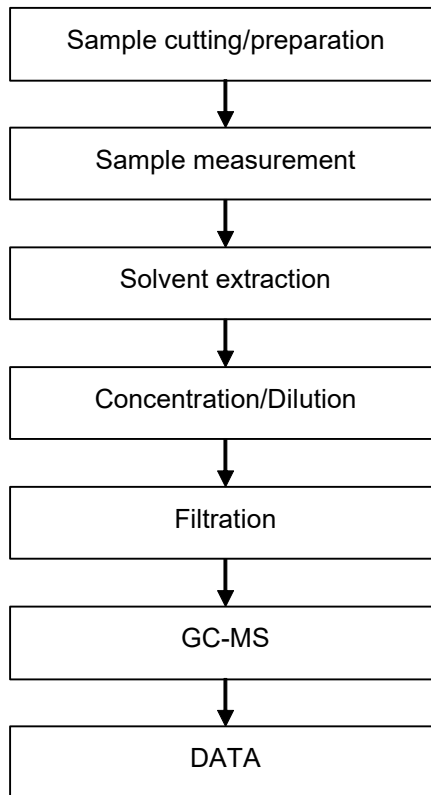 Sample cutting/preparation
Sample measurement
Solvent extraction
Concentration/Dilution
Filtration
GC-MS
DATA